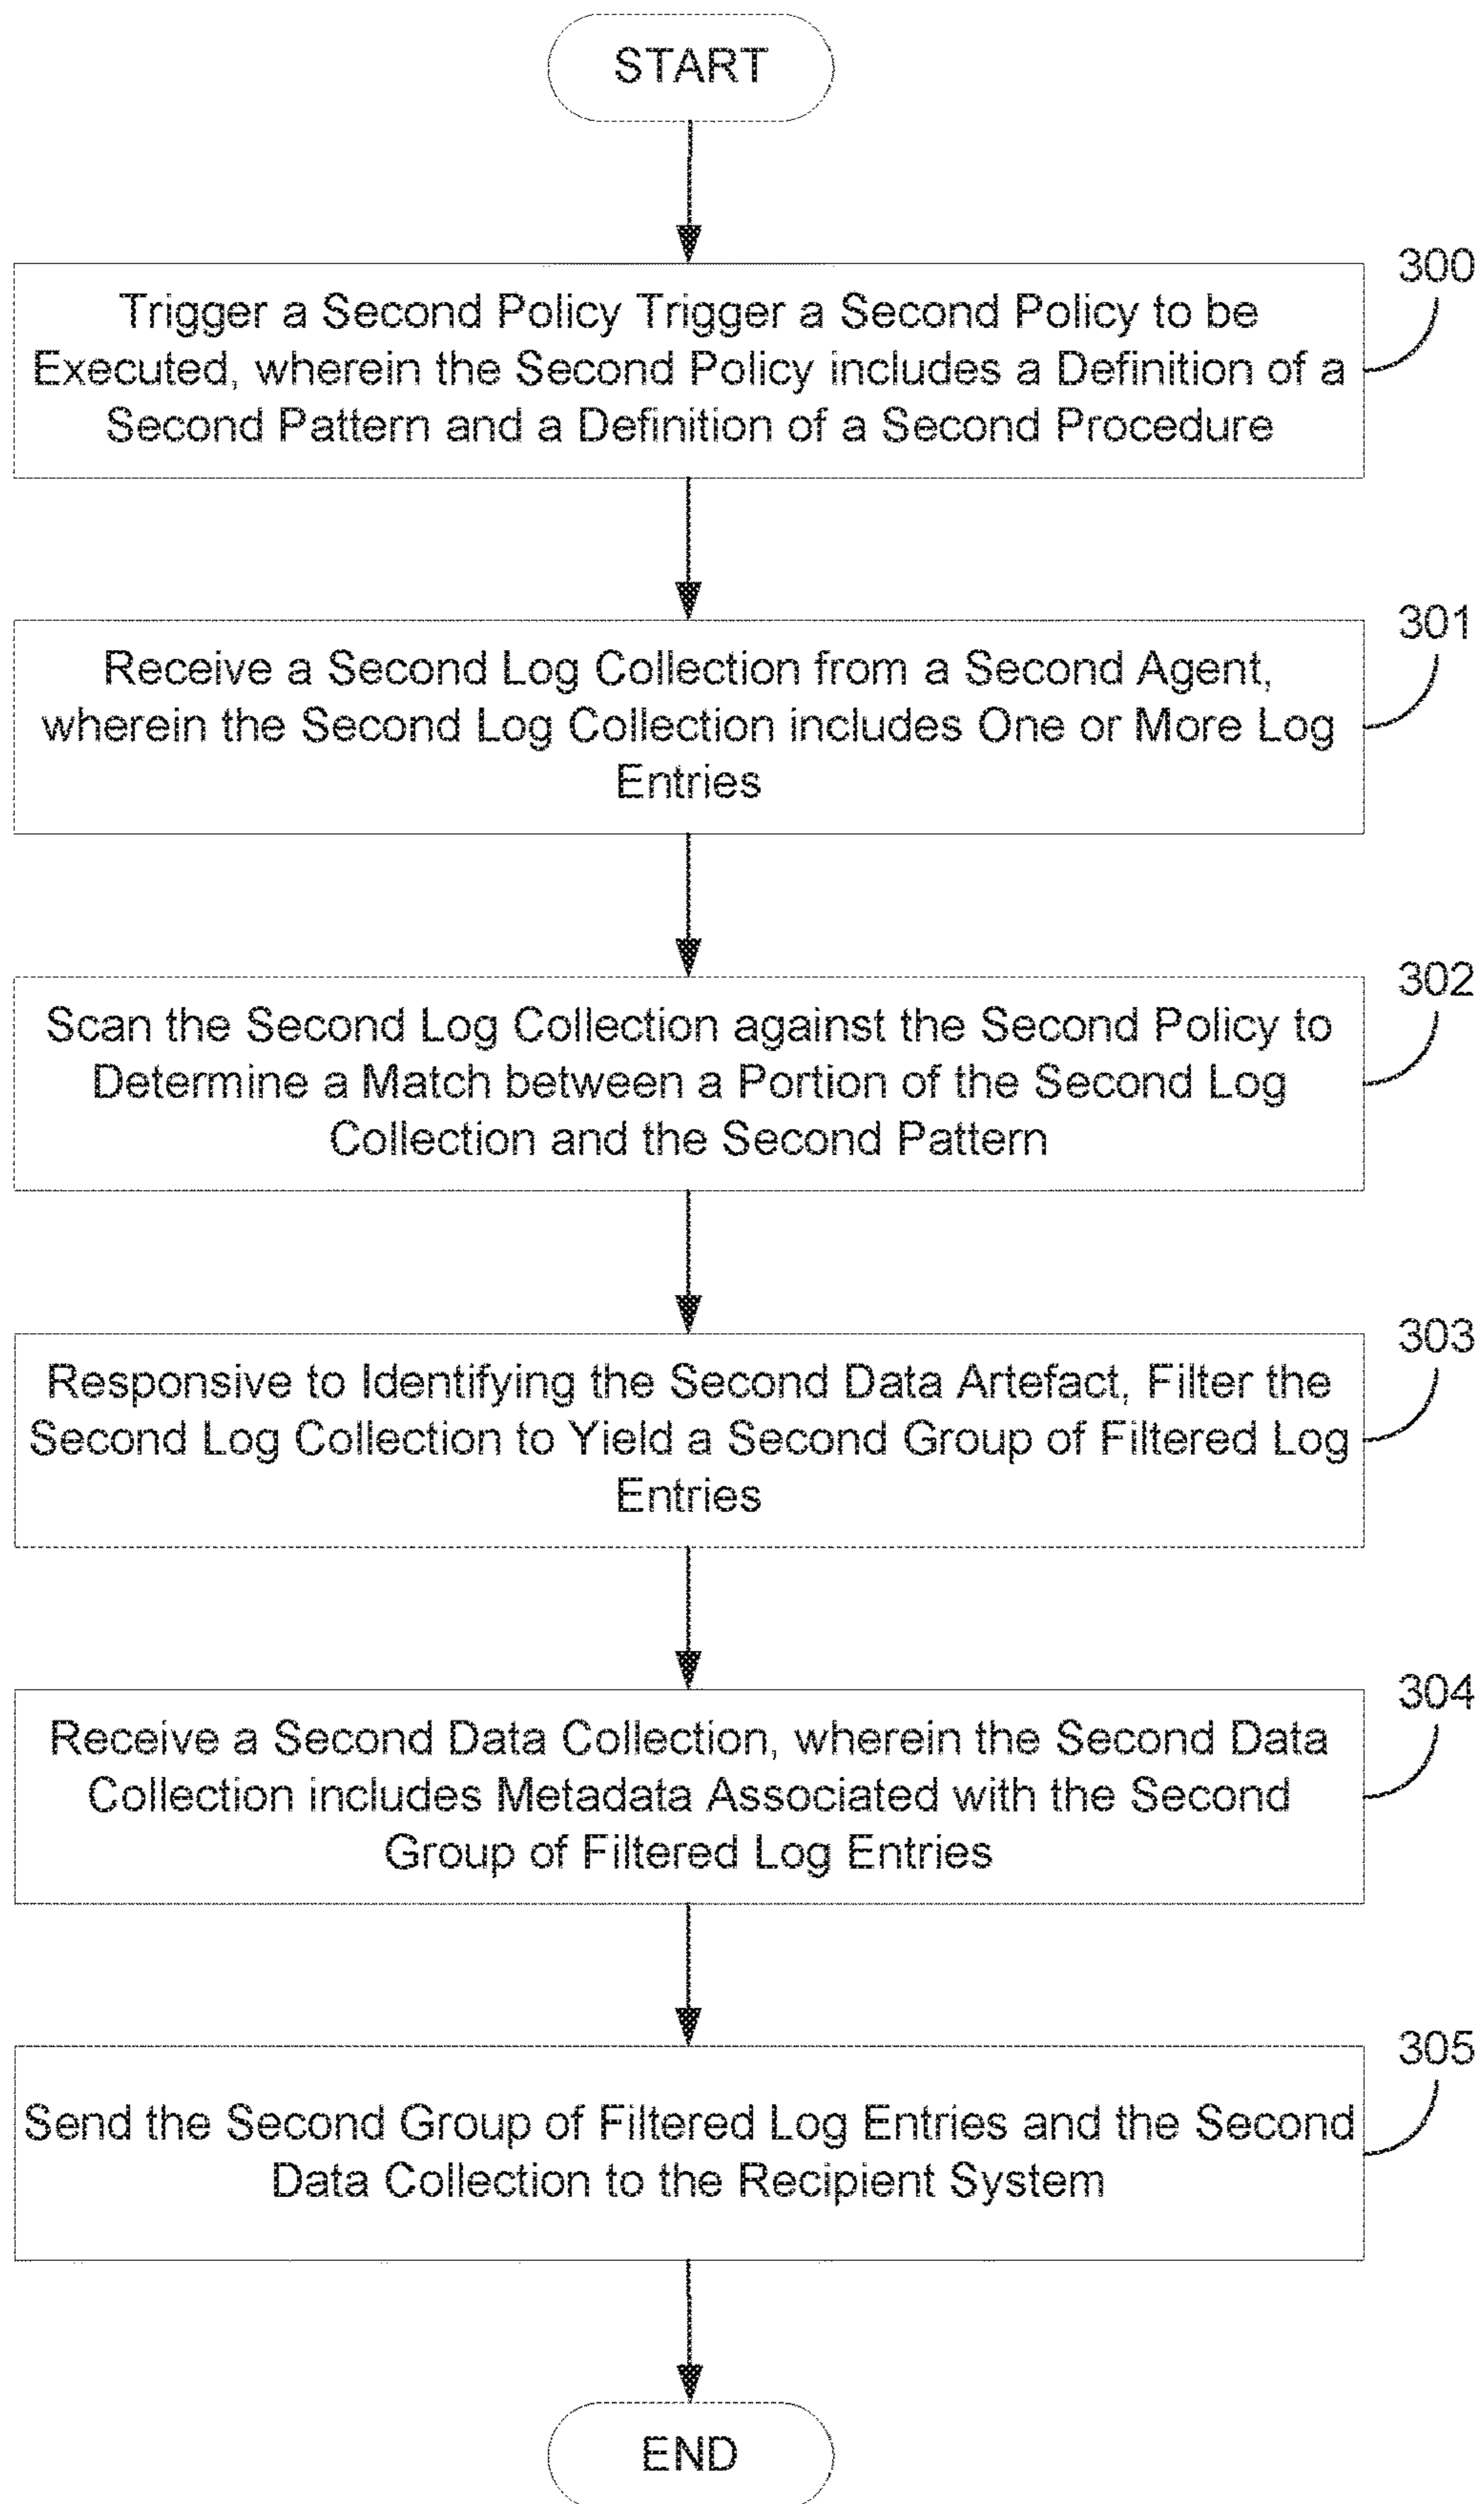 START
300
Trigger a Second Policy Trigger a Second Policy to be
Executed, wherein the Second Policy includes a Definition of a
Second Pattern and a Definition of a Second Procedure
301
Receive a Second Log Collection from a Second Agent,
wherein the Second Log Collection includes One or More Log
Entries
302
Scan the Second Log Collection against the Second Policy to
Determine a Match between a Portion of the Second Log
Collection and the Second Pattern
303
Responsive to Identifying the Second Data Artefact, Filter the
Second Log Collection to Yield a Second Group of Filtered Log
Entries
304
Receive a Second Data Collection, wherein the Second Data
Collection includes Metadata Associated with the Second
Group of Filtered Log Entries
305
Send the Second Group of Filtered Log Entries and the Second
Data Collection to the Recipient System
END